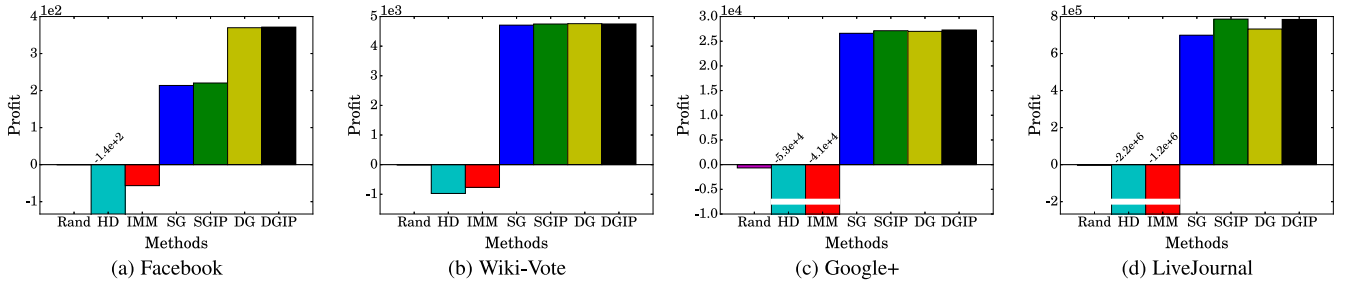 4 1e2
3
2
1
0
-1
Profit
-1.4e+2
Rand HD IMM SG SGIP DG DGIP
Methods
(a) Facebook
5 1e3
4
3
2
1
0
-1
Profit
Rand HD IMM SG SGIP DG DGIP
Methods
(b) Wiki-Vote
3.0 1e4
2.5
2.0
1.5
1.0
0.5
0.0
-0.5
-1.0
Profit
-5.3e+4
-4.1e+4
Rand HD IMM SG SGIP DG DGIP
Methods
(c) Google+
8 1e5
6
4
2
0
-2
Profit
-2.2e+6
-1.2e+6
Rand HD IMM SG SGIP DG DGIP
Methods
(d) LiveJournal